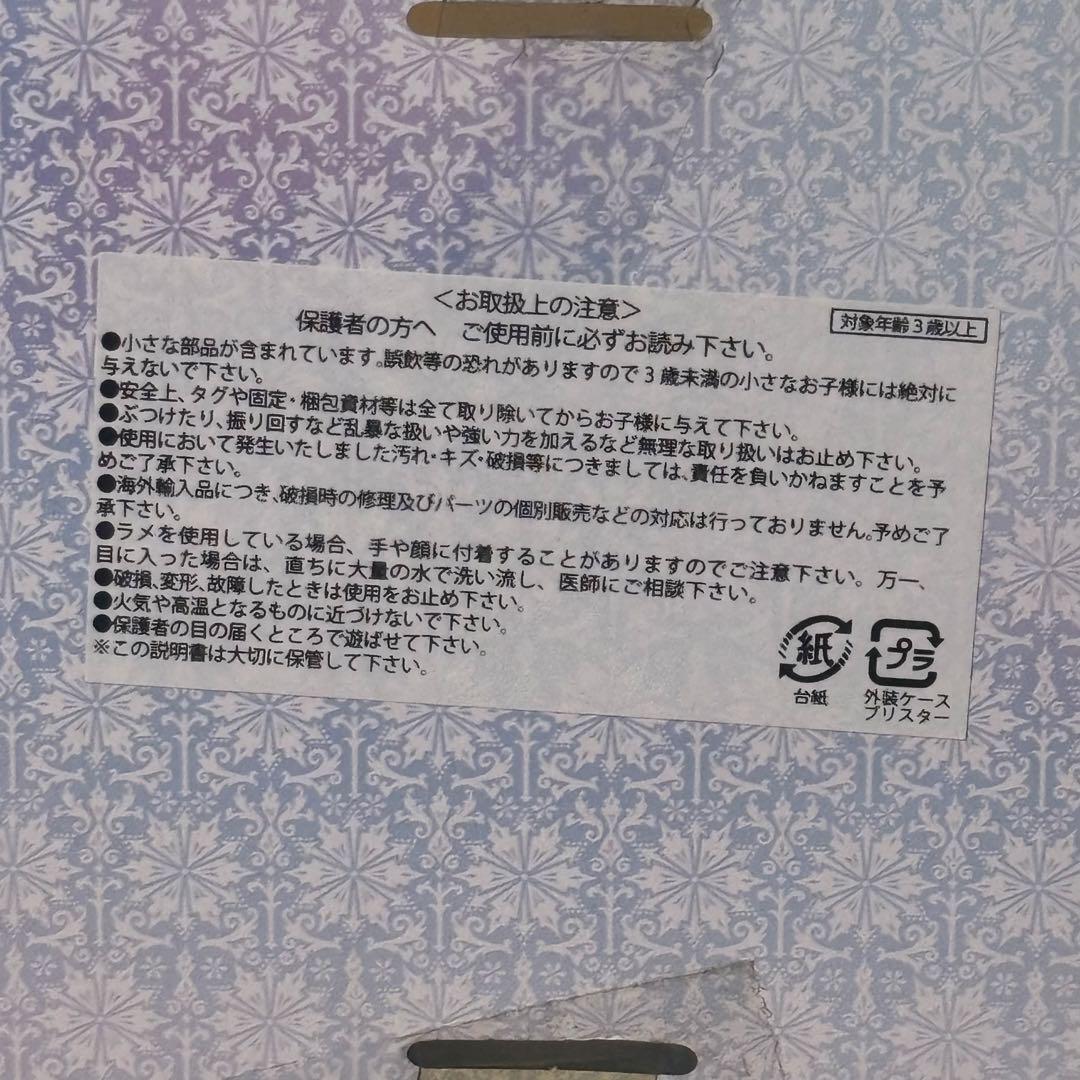 ＜お取扱上の注意＞
対象年齢3歳以上
保護者の方へ　ご使用前に必ずお読み下さい。
●小さな部品が含まれています。誤飲等の恐れがありますので3歳未満の小さなお子様には絶対に
与えないで下さい。
●安全上、タグや固定・梱包資材等は全て取り除いてからお子様に与えて下さい。
●ぶつけたり、振り回すなど乱暴な扱いや強い力を加えるなど無理な取り扱いはお止め下さい。
●使用において発生いたしました汚れ・キズ・破損等につきましては、責任を負いかねますことを予
めご了承下さい。
●海外輸入品につき、破損時の修理及びパーツの個別販売などの対応は行っておりません。予めご了
承下さい。
●ラメを使用している場合、手や顔に付着することがありますのでご注意下さい。万一、
目に入った場合は、直ちに大量の水で洗い流し、医師にご相談下さい。
●破損、変形、故障したときは使用をお止め下さい。
●火気や高温となるものに近づけないで下さい。
●保護者の目の届くところで遊ばせて下さい。
※この説明書は大切に保管して下さい。
紙
台紙
プラ
外装ケース
ブリスター